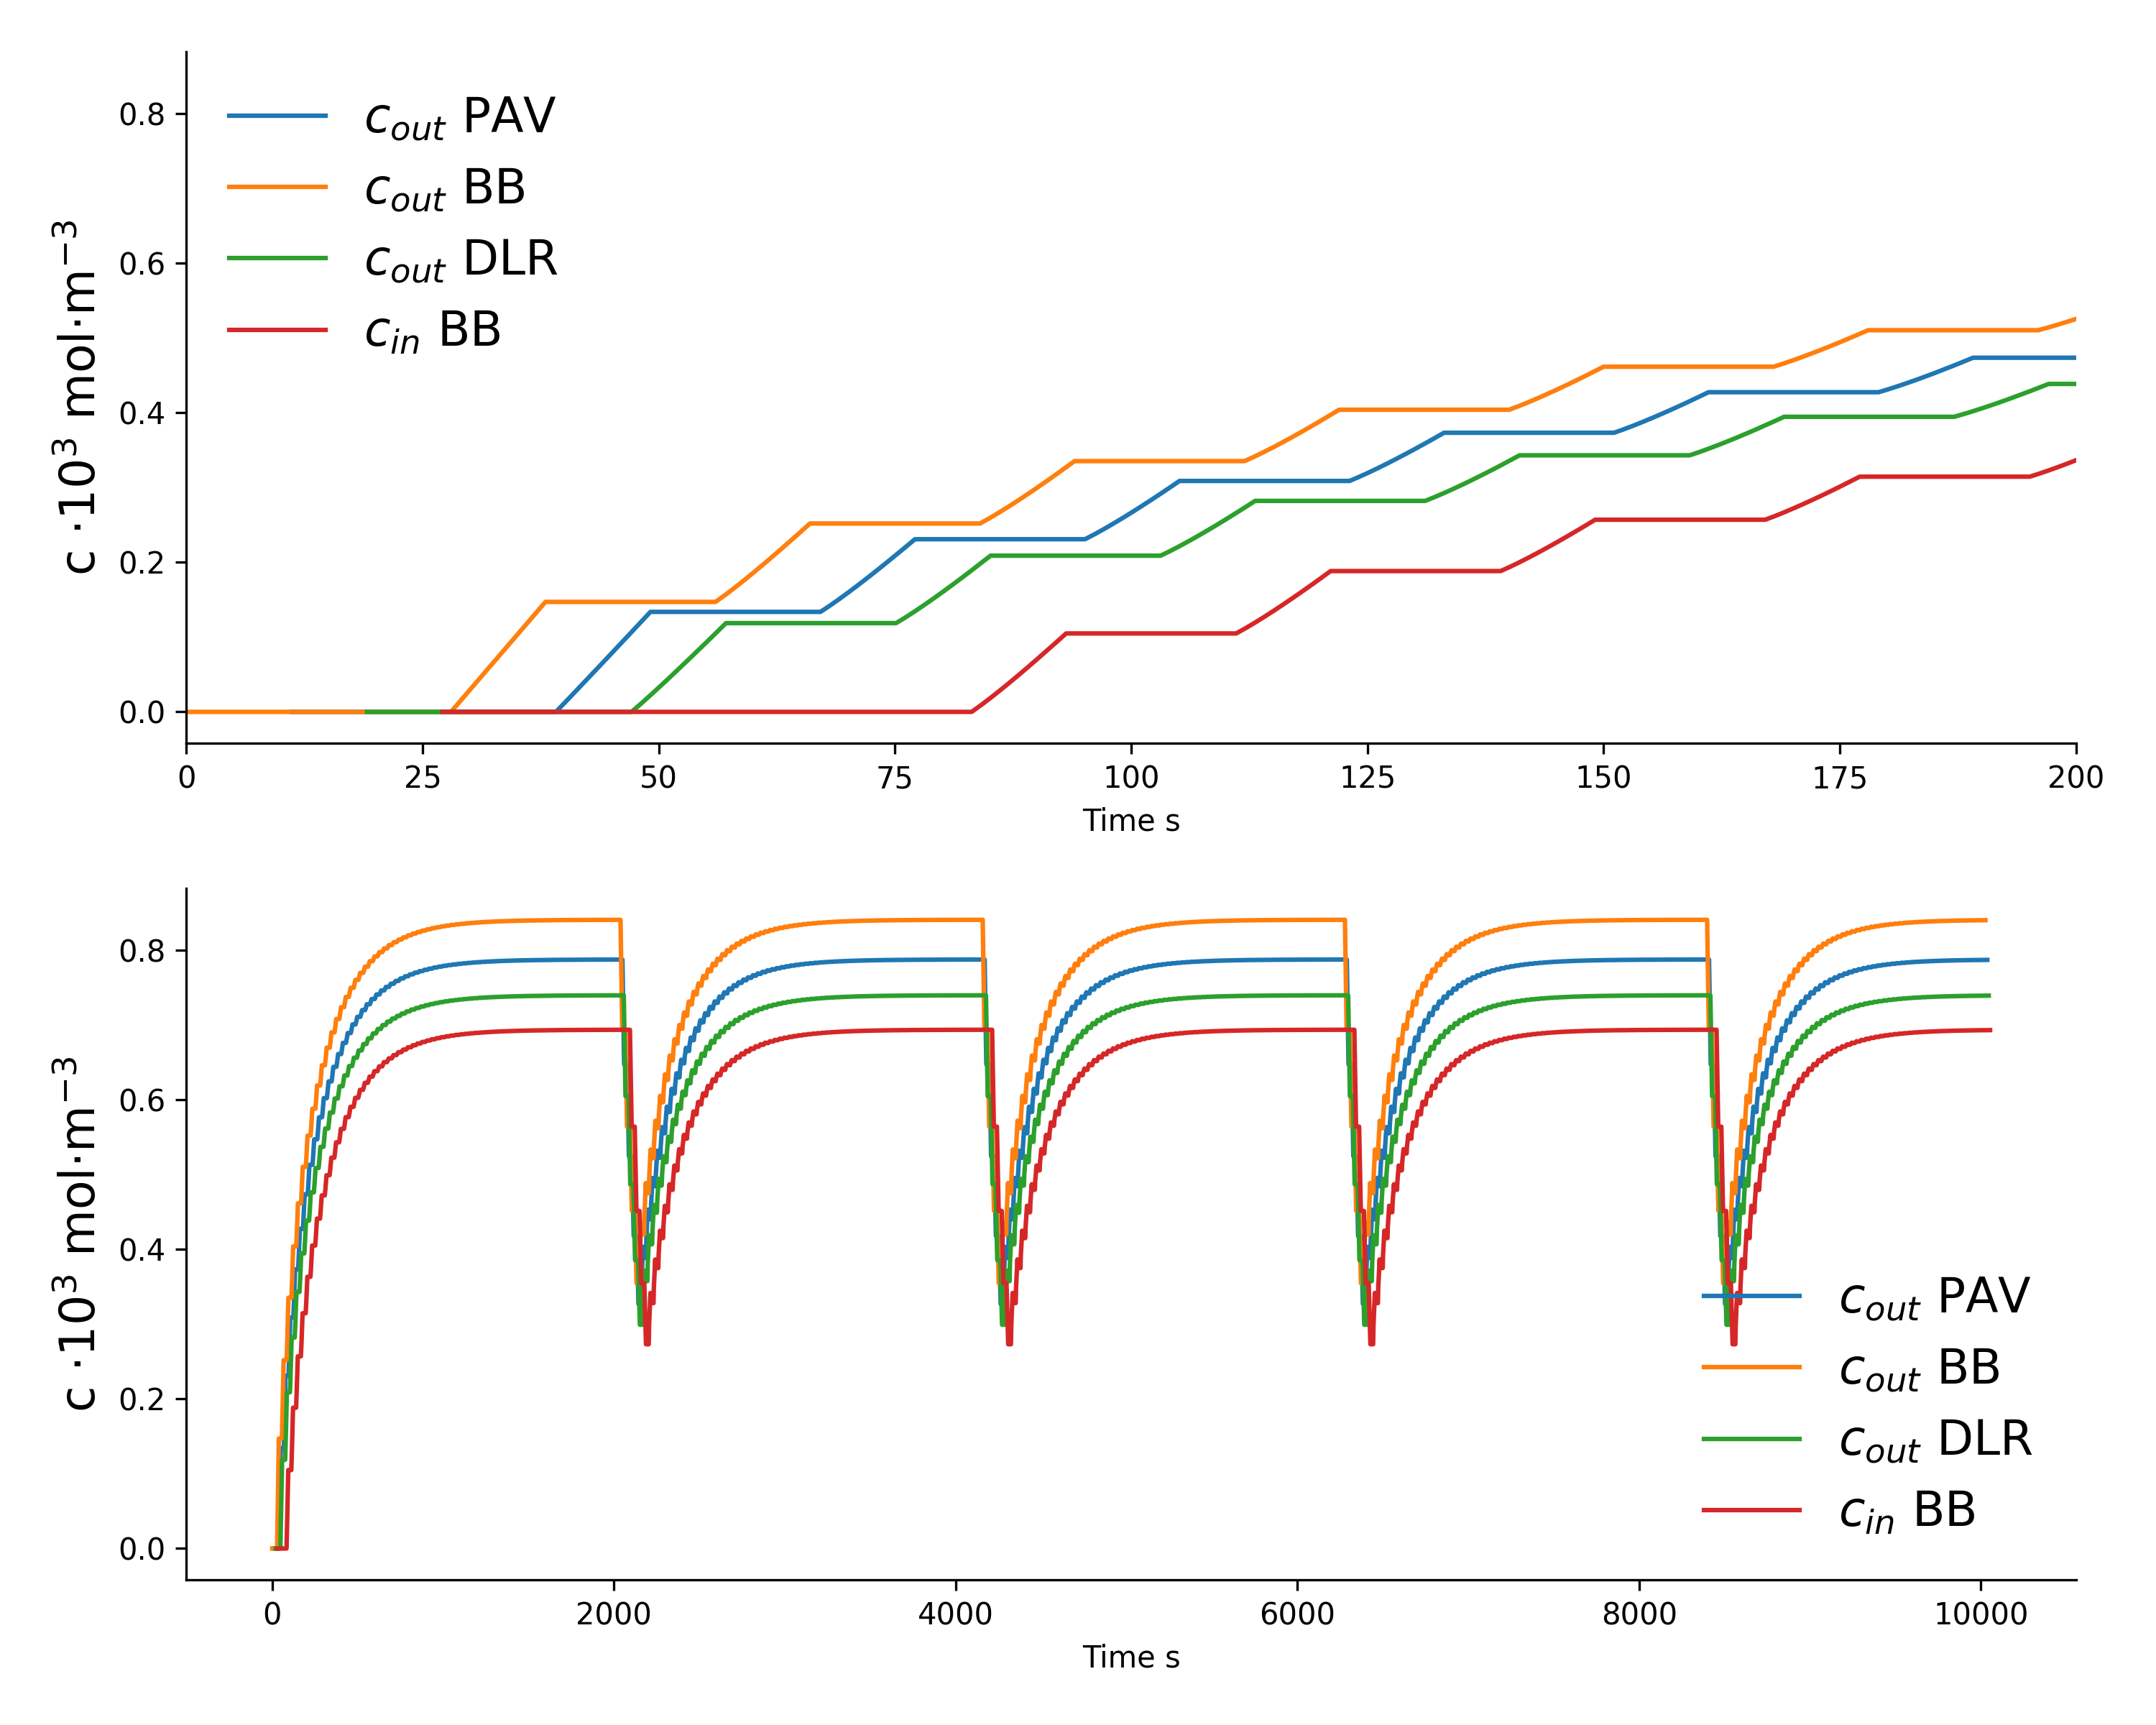 c ·10³ mol·m⁻³
0.8
0.6
0.4
0.2
0.0
c_out PAV
c_out BB
c_out DLR
c_in BB
0 25 50 75 100 125 150 175 200
Time s
c ·10³ mol·m⁻³
0.8
0.6
0.4
0.2
0.0
c_out PAV
c_out BB
c_out DLR
c_in BB
0 2000 4000 6000 8000 10000
Time s